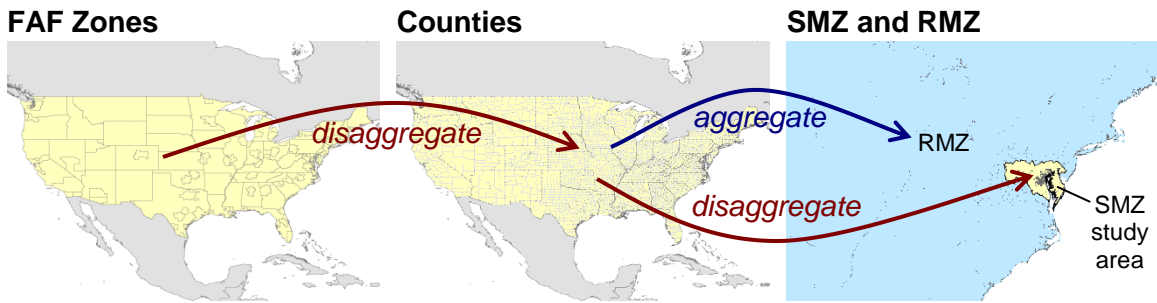 FAF Zones
Counties
SMZ and RMZ
disaggregate
aggregate
RMZ
disaggregate
SMZ
study
area